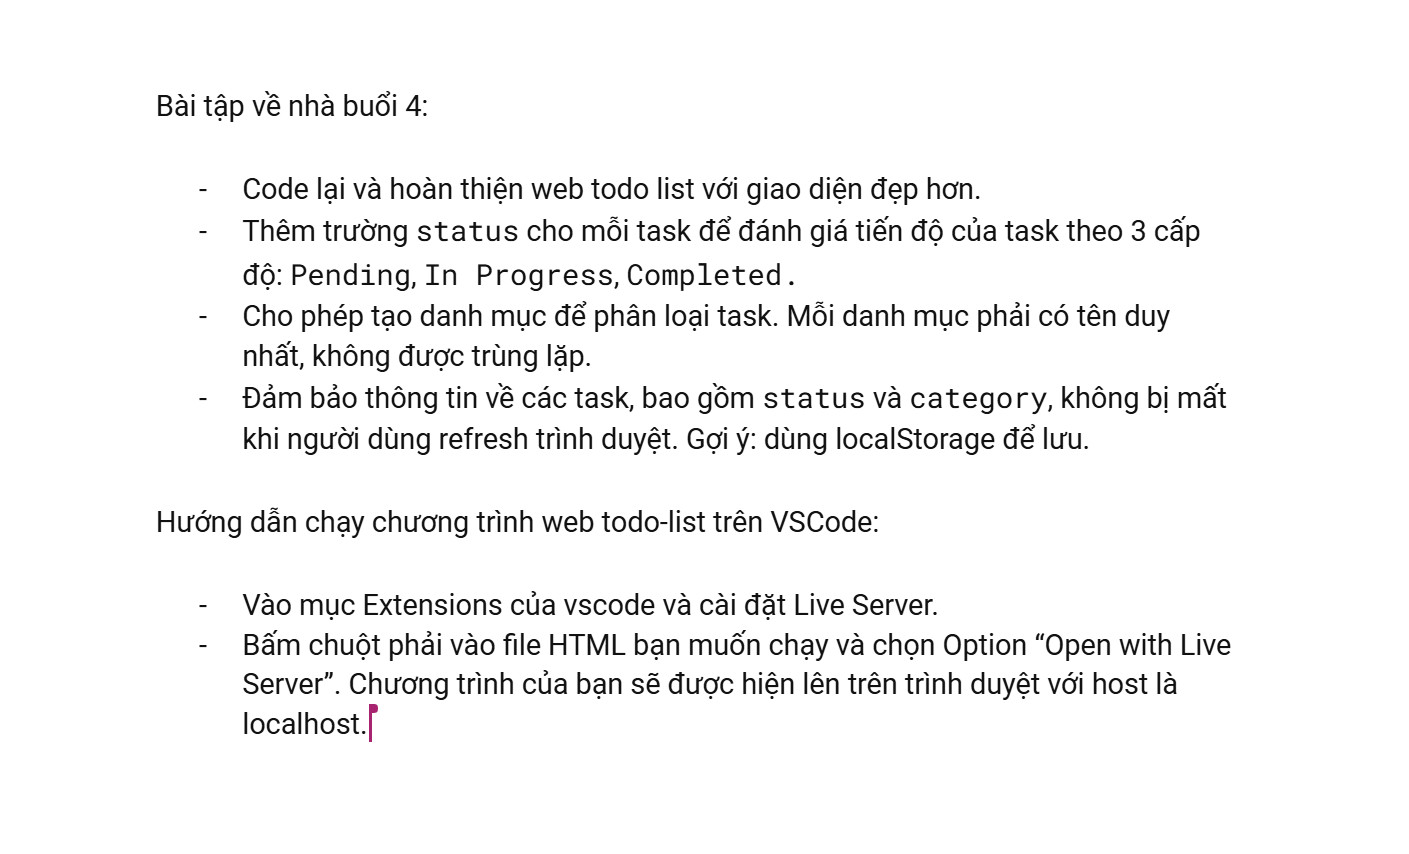 Bài tập về nhà buổi 4:
- Code lại và hoàn thiện web todo list với giao diện đẹp hơn.
- Thêm trường status cho mỗi task để đánh giá tiến độ của task theo 3 cấp
độ: Pending, In Progress, Completed.
- Cho phép tạo danh mục để phân loại task. Mỗi danh mục phải có tên duy
nhất, không được trùng lặp.
- Đảm bảo thông tin về các task, bao gồm status và category, không bị mất
khi người dùng refresh trình duyệt. Gợi ý: dùng localStorage để lưu.
Hướng dẫn chạy chương trình web todo-list trên VSCode:
- Vào mục Extensions của vscode và cài đặt Live Server.
- Bấm chuột phải vào file HTML bạn muốn chạy và chọn Option “Open with Live
Server”. Chương trình của bạn sẽ được hiện lên trên trình duyệt với host là
localhost.